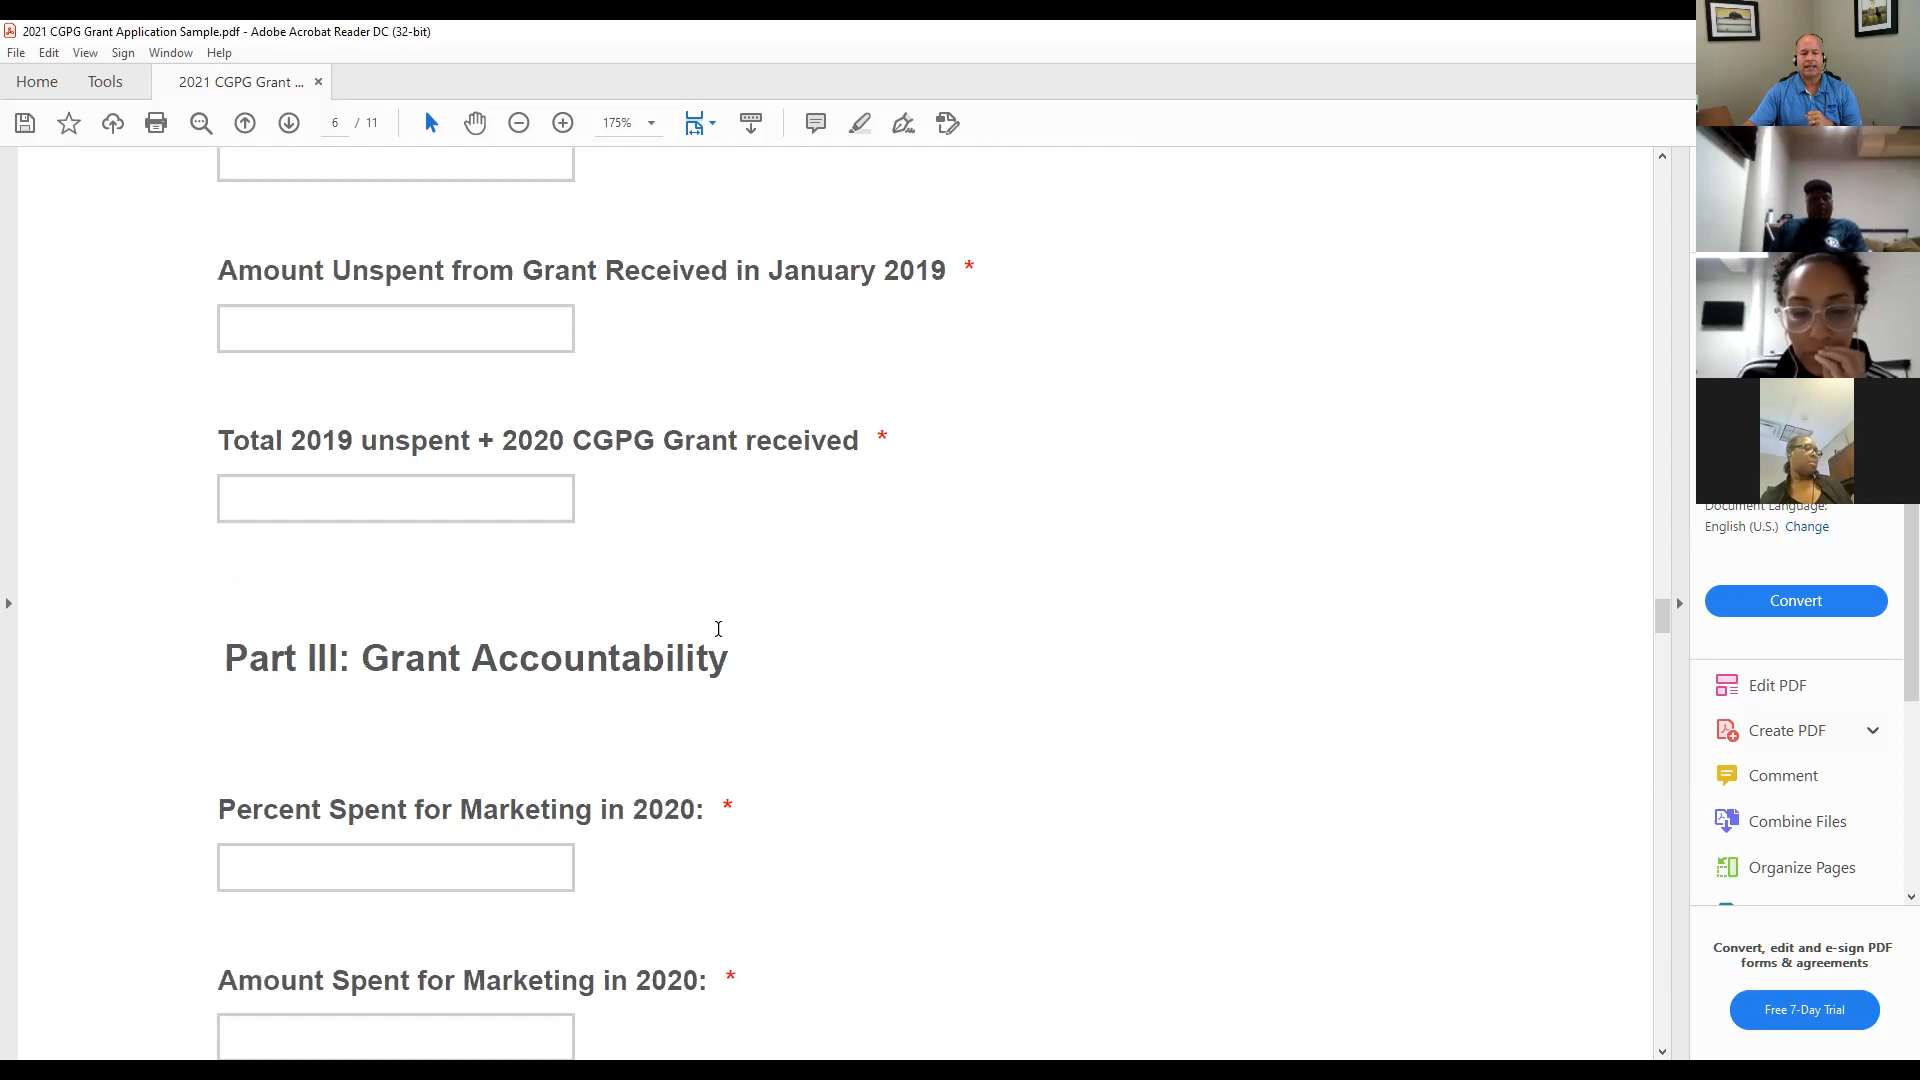 2021 CGPG Grant Application Sample.pdf - Adobe Acrobat Reader DC (32-bit)
File Edit View Sign Window Help
Home Tools 2021 CGPG Grant ... ×
6 / 11 175%
Amount Unspent from Grant Received in January 2019 *
Total 2019 unspent + 2020 CGPG Grant received *
Part III: Grant Accountability
Percent Spent for Marketing in 2020: *
Amount Spent for Marketing in 2020: *
Document Language:
English (U.S.) Change
Convert
Edit PDF
Create PDF
Comment
Combine Files
Organize Pages
Convert, edit and e-sign PDF
forms & agreements
Free 7-Day Trial